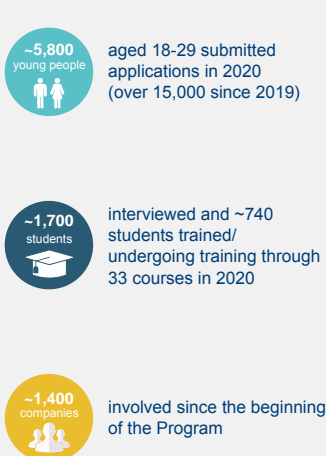 ~5,800
young people
aged 18-29 submitted
applications in 2020
(over 15,000 since 2019)
~1,700
students
interviewed and ~740
students trained/
undergoing training through
33 courses in 2020
~1,400
companies
involved since the beginning
of the Program